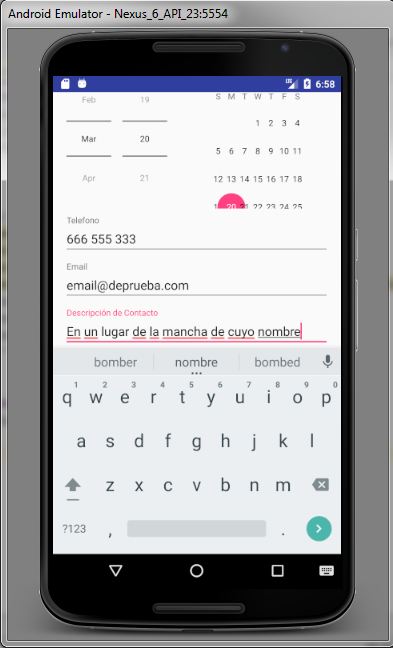 Android Emulator - Nexus_6_API_23:5554
LTE 6:58
Feb 19 S M T W T F S
1 2 3 4
Mar 20
5 6 7 8 9 10 11
Apr 21 12 13 14 15 16 17 18
20 21 22 23 24 25
Telefono
666 555 333
Email
email@deprueba.com
Descripción de Contacto
En un lugar de la mancha de cuyo nombre
bomber nombre bombed
1 2 3 4 5 6 7 8 9 0
q w e r t y u i o p
a s d f g h j k l
z x c v b n m
?123 , .